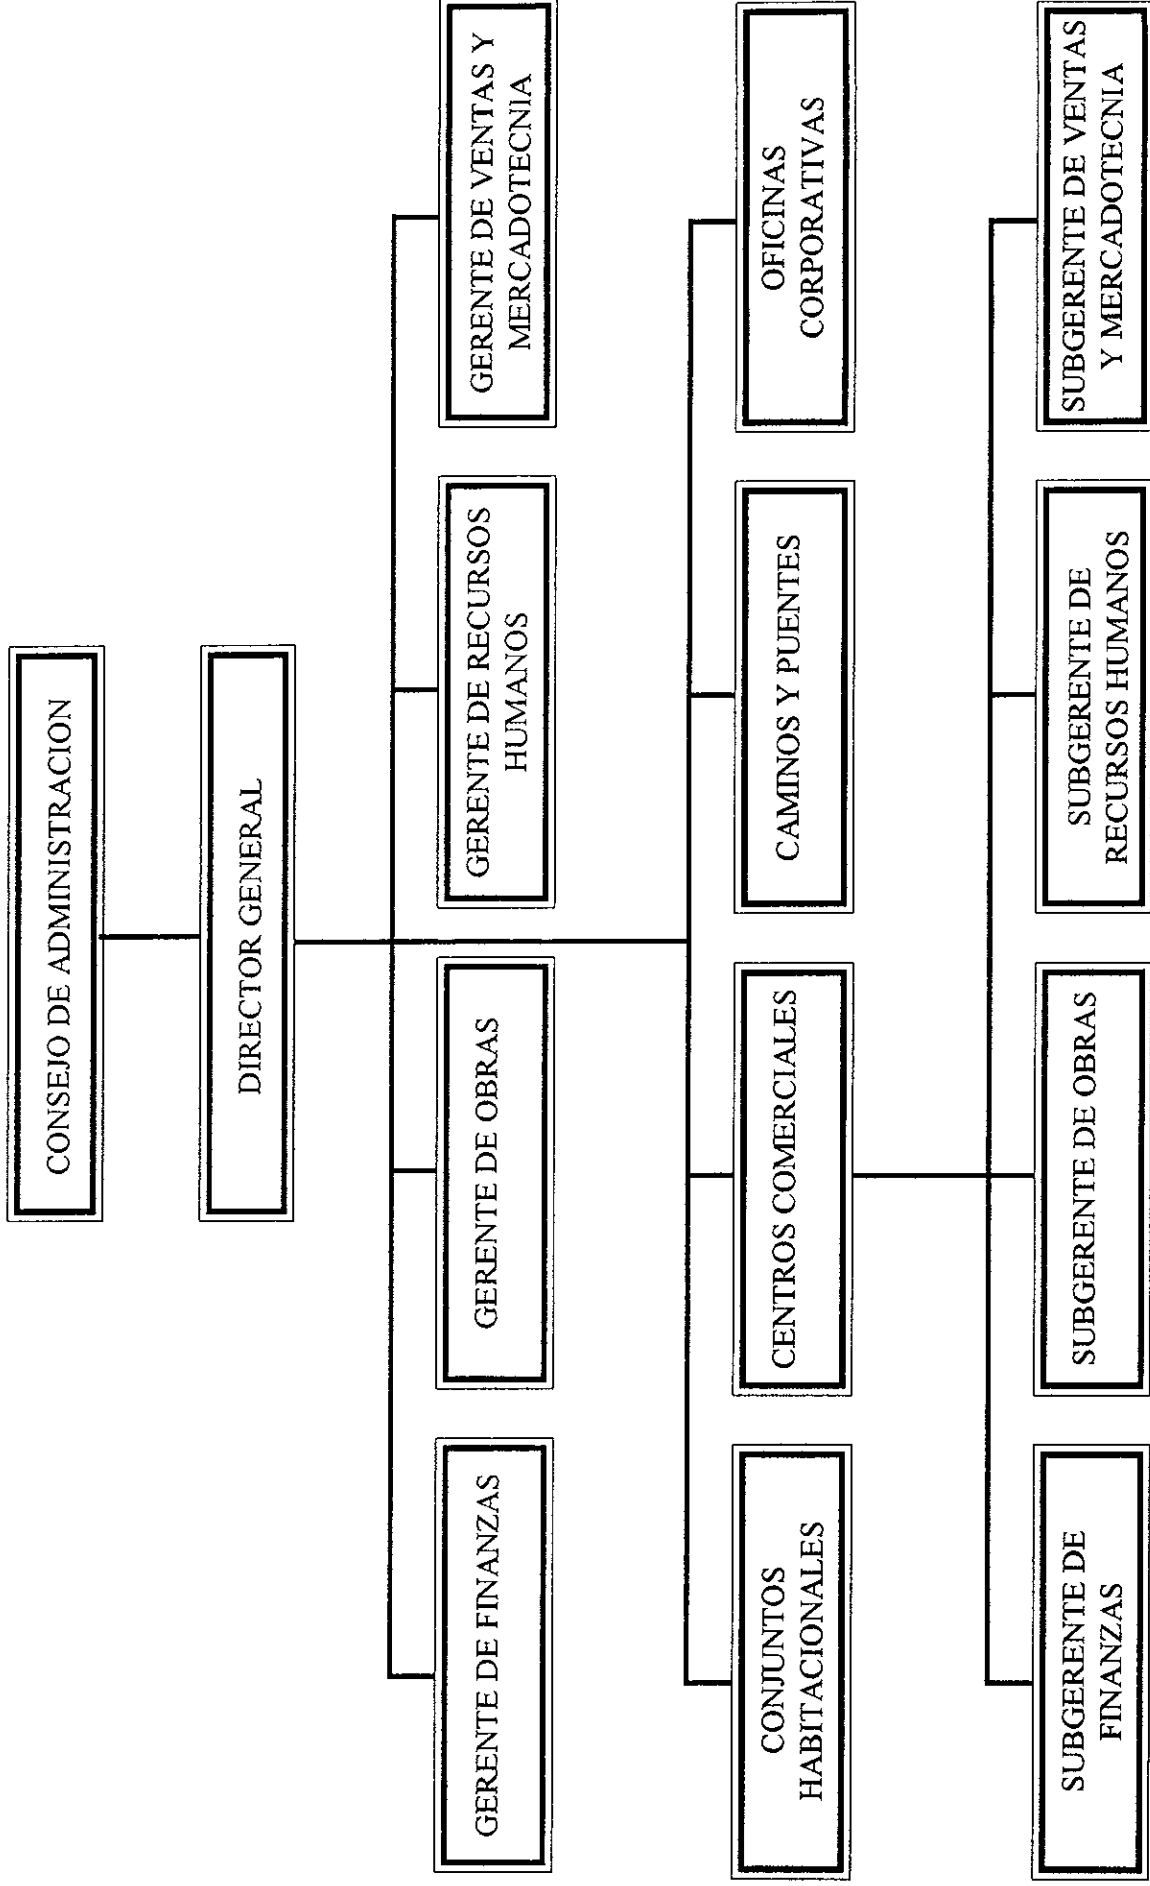 CONSEJO DE ADMINISTRACION
DIRECTOR GENERAL
GERENTE DE FINANZAS
GERENTE DE OBRAS
GERENTE DE RECURSOS
HUMANOS
GERENTE DE VENTAS Y
MERCADOTECNIA
CONJUNTOS
HABITACIONALES
CENTROS COMERCIALES
CAMINOS Y PUENTES
OFICINAS
CORPORATIVAS
SUBGERENTE DE
FINANZAS
SUBGERENTE DE OBRAS
SUBGERENTE DE
RECURSOS HUMANOS
SUBGERENTE DE VENTAS
Y MERCADOTECNIA